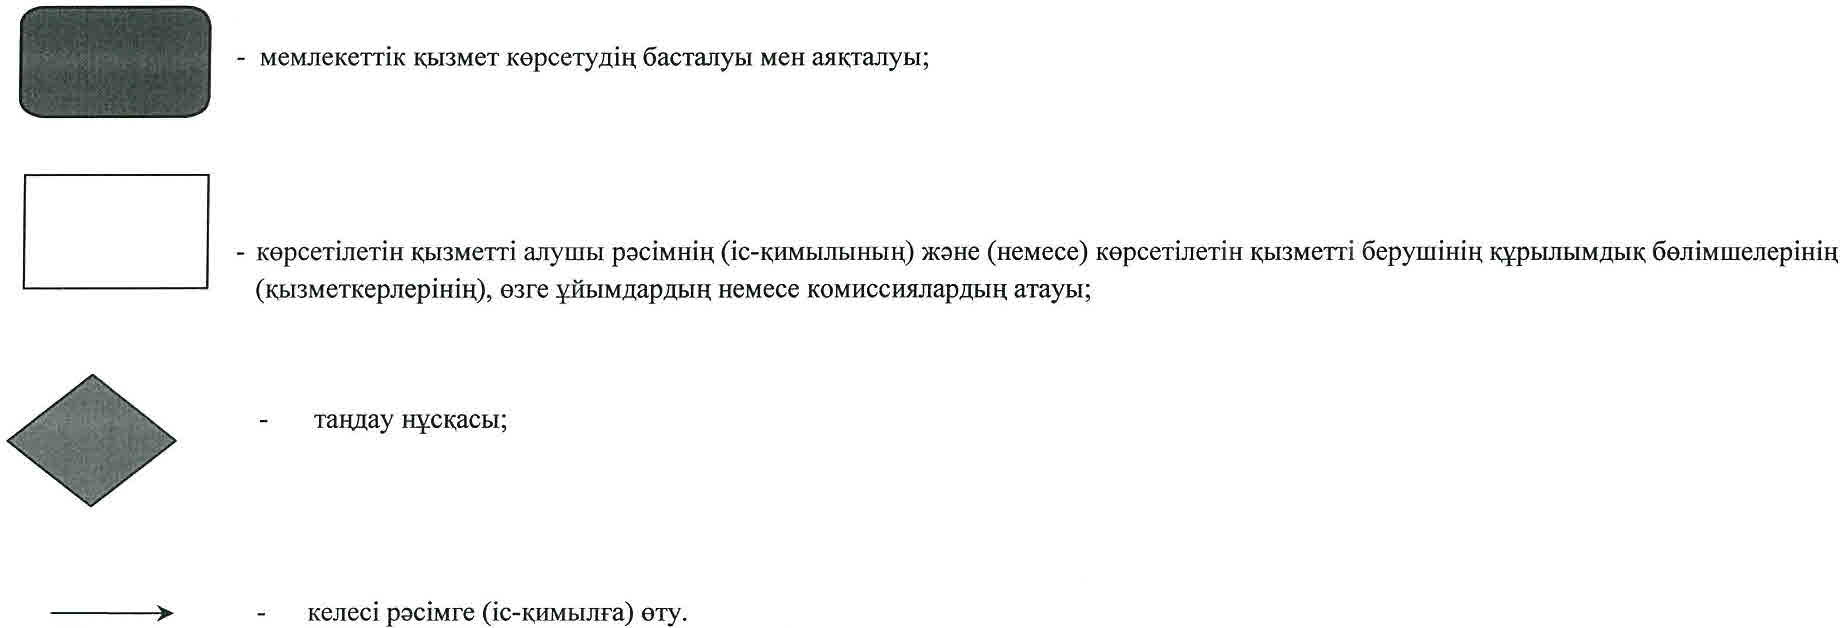 - мемлекеттік қызмет көрсетудің басталуы мен аяқталуы;
- көрсетілетін қызметті алушы рәсімнің (іс-қимылының) және (немесе) көрсетілетін қызметті берушінің құрылымдық бөлімшелерінің
(қызметкерлерінің), өзге ұйымдардың немесе комиссиялардың атауы;
- таңдау нұсқасы;
- келесі рәсімге (іс-қимылға) өту.